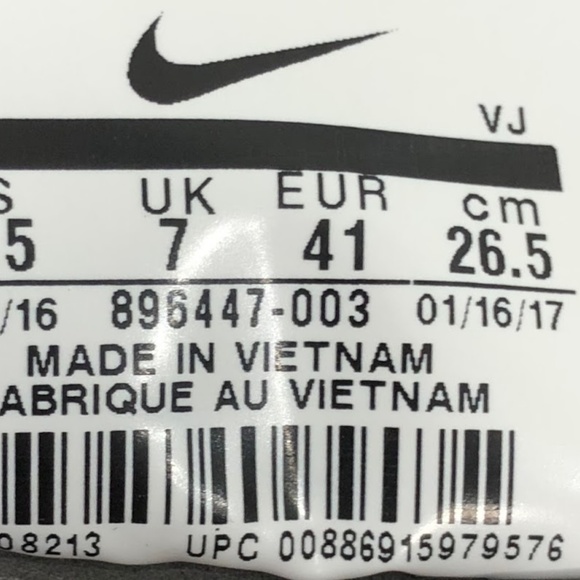 VJ
S UK EUR cm
5 7 41 26.5
/16 896447-003 01/16/17
MADE IN VIETNAM
ABRIQUE AU VIETNAM
98213 UPC 00886915979576